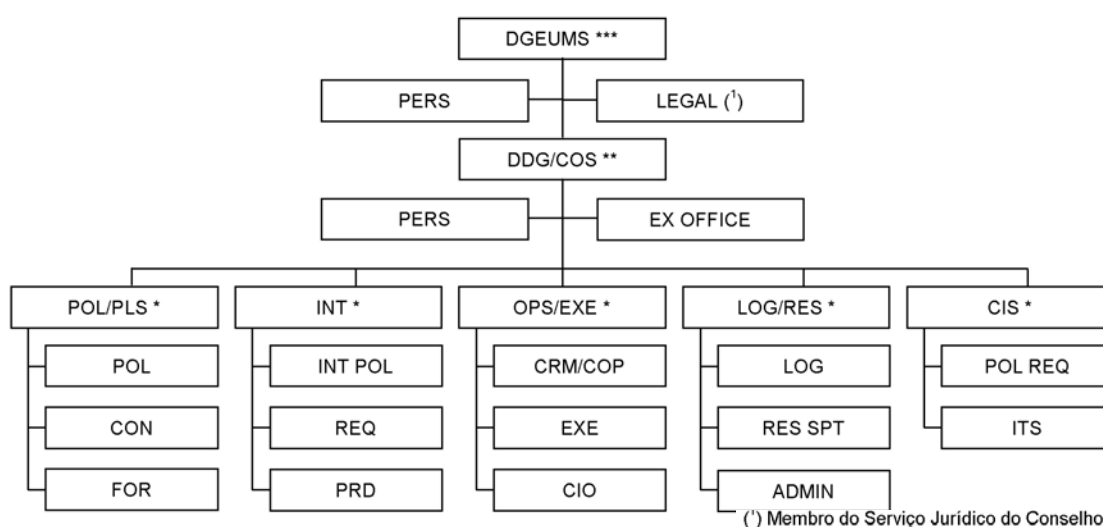 DGEUMS ***
PERS
LEGAL (¹)
DDG/COS **
PERS
EX OFFICE
POL/PLS *
INT *
OPS/EXE *
LOG/RES *
CIS *
POL
INT POL
CRM/COP
LOG
POL REQ
CON
REQ
EXE
RES SPT
ITS
FOR
PRD
CIO
ADMIN
(¹) Membro do Serviço Jurídico do Conselho